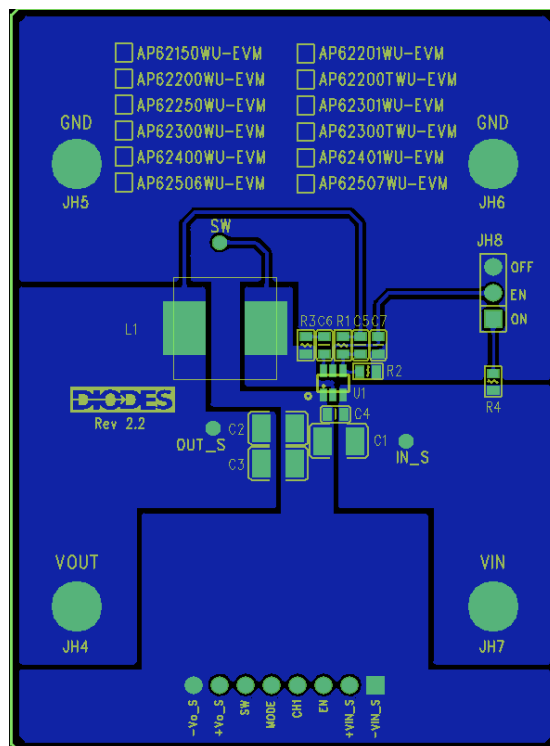 AP62150WU-EVM AP62201WU-EVM
AP62200WU-EVM AP62200TWU-EVM
AP62250WU-EVM AP62301WU-EVM
AP62300WU-EVM AP62300TWU-EVM
AP62400WU-EVM AP62401WU-EVM
AP62506WU-EVM AP62507WU-EVM
GND GND
JH5 JH6
SW
JH8
OFF
EN
ON
L1
R3 C6 R1 C5 C7
R2
U1
R4
DIODES
Rev 2.2
C4
C2
C1
OUT_S
IN_S
C3
VOUT VIN
JH4 JH7
-Vo_S
+Vo_S
SW
MODE
CH1
EN
+VIN_S
-VIN_S